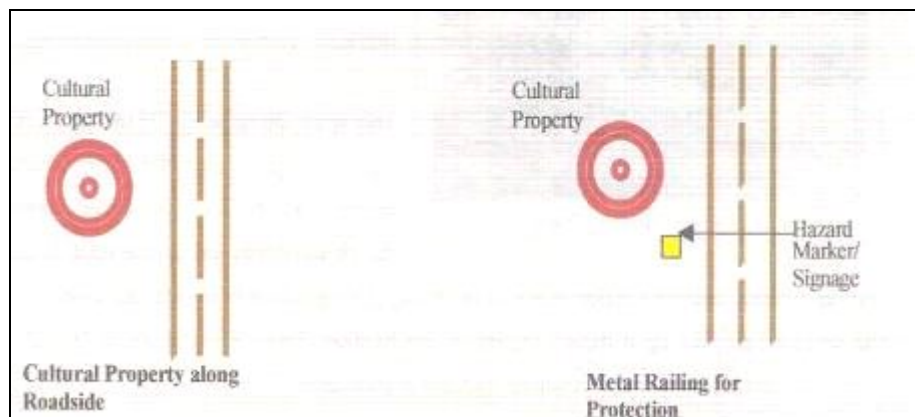 Cultural
Property
Cultural Property along
Roadside
Cultural
Property
Hazard
Marker/
Signage
Metal Railing for
Protection